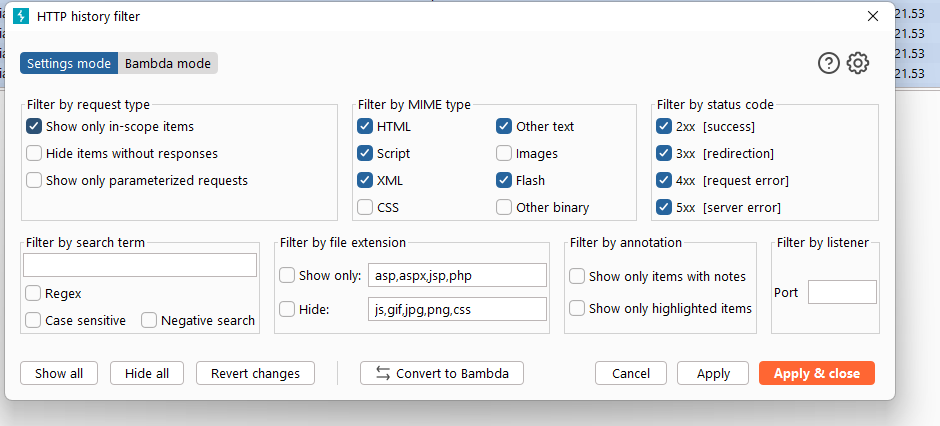 HTTP history filter
21.53
21.53
21.53
21.53
Settings mode Bambda mode
Filter by request type
Show only in-scope items
Hide items without responses
Show only parameterized requests
Filter by MIME type
HTML Other text
Script Images
XML Flash
CSS Other binary
Filter by status code
2xx [success]
3xx [redirection]
4xx [request error]
5xx [server error]
Filter by search term
Regex
Case sensitive Negative search
Filter by file extension
Show only: asp,aspx,jsp,php
Hide: js,gif,jpg,png,css
Filter by annotation
Show only items with notes
Show only highlighted items
Filter by listener
Port
Show all Hide all Revert changes Convert to Bambda Cancel Apply Apply & close